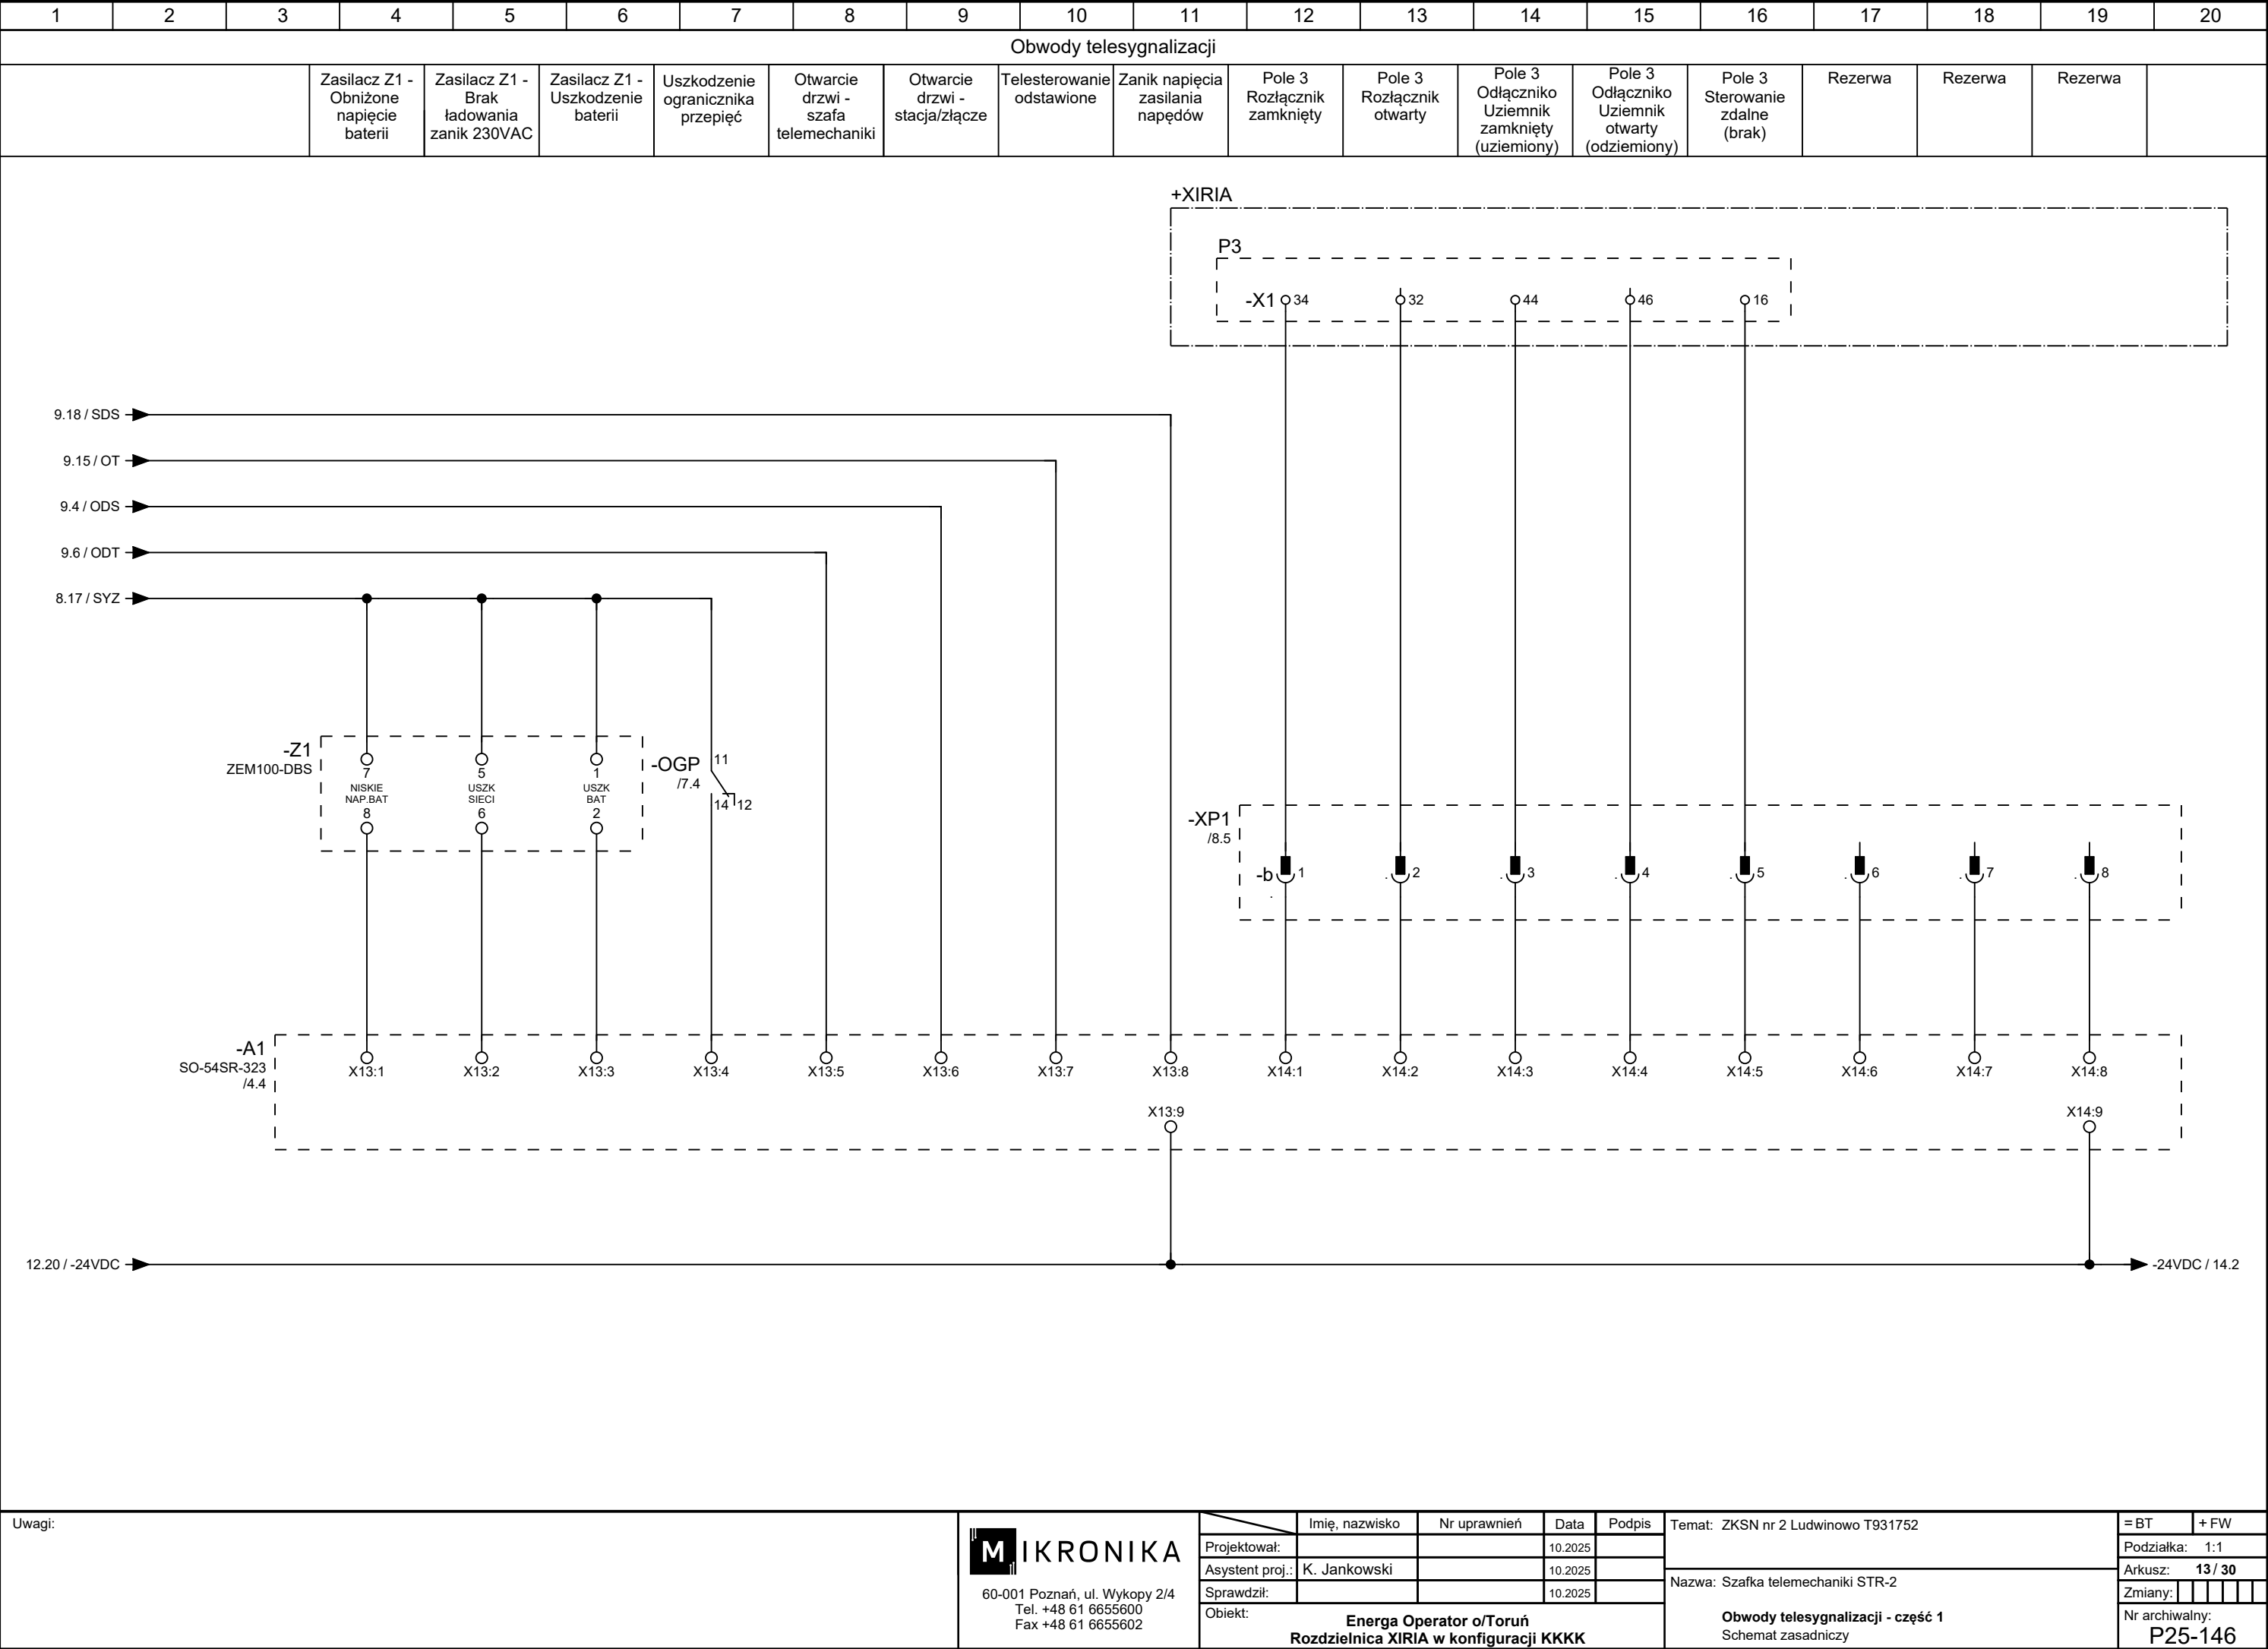 1 2 3 4 5 6 7 8 9 10 11 12 13 14 15 16 17 18 19 20
Obwody telesygnalizacji
Zasilacz Z1 -
Obniżone
napięcie
baterii
Zasilacz Z1 -
Brak
ładowania
zanik 230VAC
Zasilacz Z1 -
Uszkodzenie
baterii
Uszkodzenie
ogranicznika
przepięć
Otwarcie
drzwi -
szafa
telemechaniki
Otwarcie
drzwi -
stacja/złącze
Telesterowanie
odstawione
Zanik napięcia
zasilania
napędów
Pole 3
Rozłącznik
zamknięty
Pole 3
Rozłącznik
otwarty
Pole 3
Odłączniko
Uziemnik
zamknięty
(uziemiony)
Pole 3
Odłączniko
Uziemnik
otwarty
(odziemiony)
Pole 3
Sterowanie
zdalne
(brak)
Rezerwa
Rezerwa
Rezerwa
+XIRIA
P3
-X1 34 32 44 46 16
9.18 / SDS
9.15 / OT
9.4 / ODS
9.6 / ODT
8.17 / SYZ
-Z1
ZEM100-DBS
7
NISKIE
NAP.BAT
8
5
USZK
SIECI
6
1
USZK
BAT
2
-OGP
/7.4
11
14 12
-XP1
/8.5
-b 1 2 3 4 5 6 7 8
-A1
SO-54SR-323
/4.4
X13:1 X13:2 X13:3 X13:4 X13:5 X13:6 X13:7 X13:8 X14:1 X14:2 X14:3 X14:4 X14:5 X14:6 X14:7 X14:8
X13:9 X14:9
12.20 / -24VDC
-24VDC / 14.2
Uwagi:
MIKRONIKA
60-001 Poznań, ul. Wykopy 2/4
Tel. +48 61 6655600
Fax +48 61 6655602
Imię, nazwisko Nr uprawnień Data Podpis
Projektował: 10.2025
Asystent proj.: K. Jankowski 10.2025
Sprawdził: 10.2025
Obiekt:
Energa Operator o/Toruń
Rozdzielnica XIRIA w konfiguracji KKKK
Temat: ZKSN nr 2 Ludwinowo T931752
Nazwa: Szafka telemechaniki STR-2
Obwody telesygnalizacji - część 1
Schemat zasadniczy
= BT + FW
Podziałka: 1:1
Arkusz: 13 / 30
Zmiany:
Nr archiwalny:
P25-146